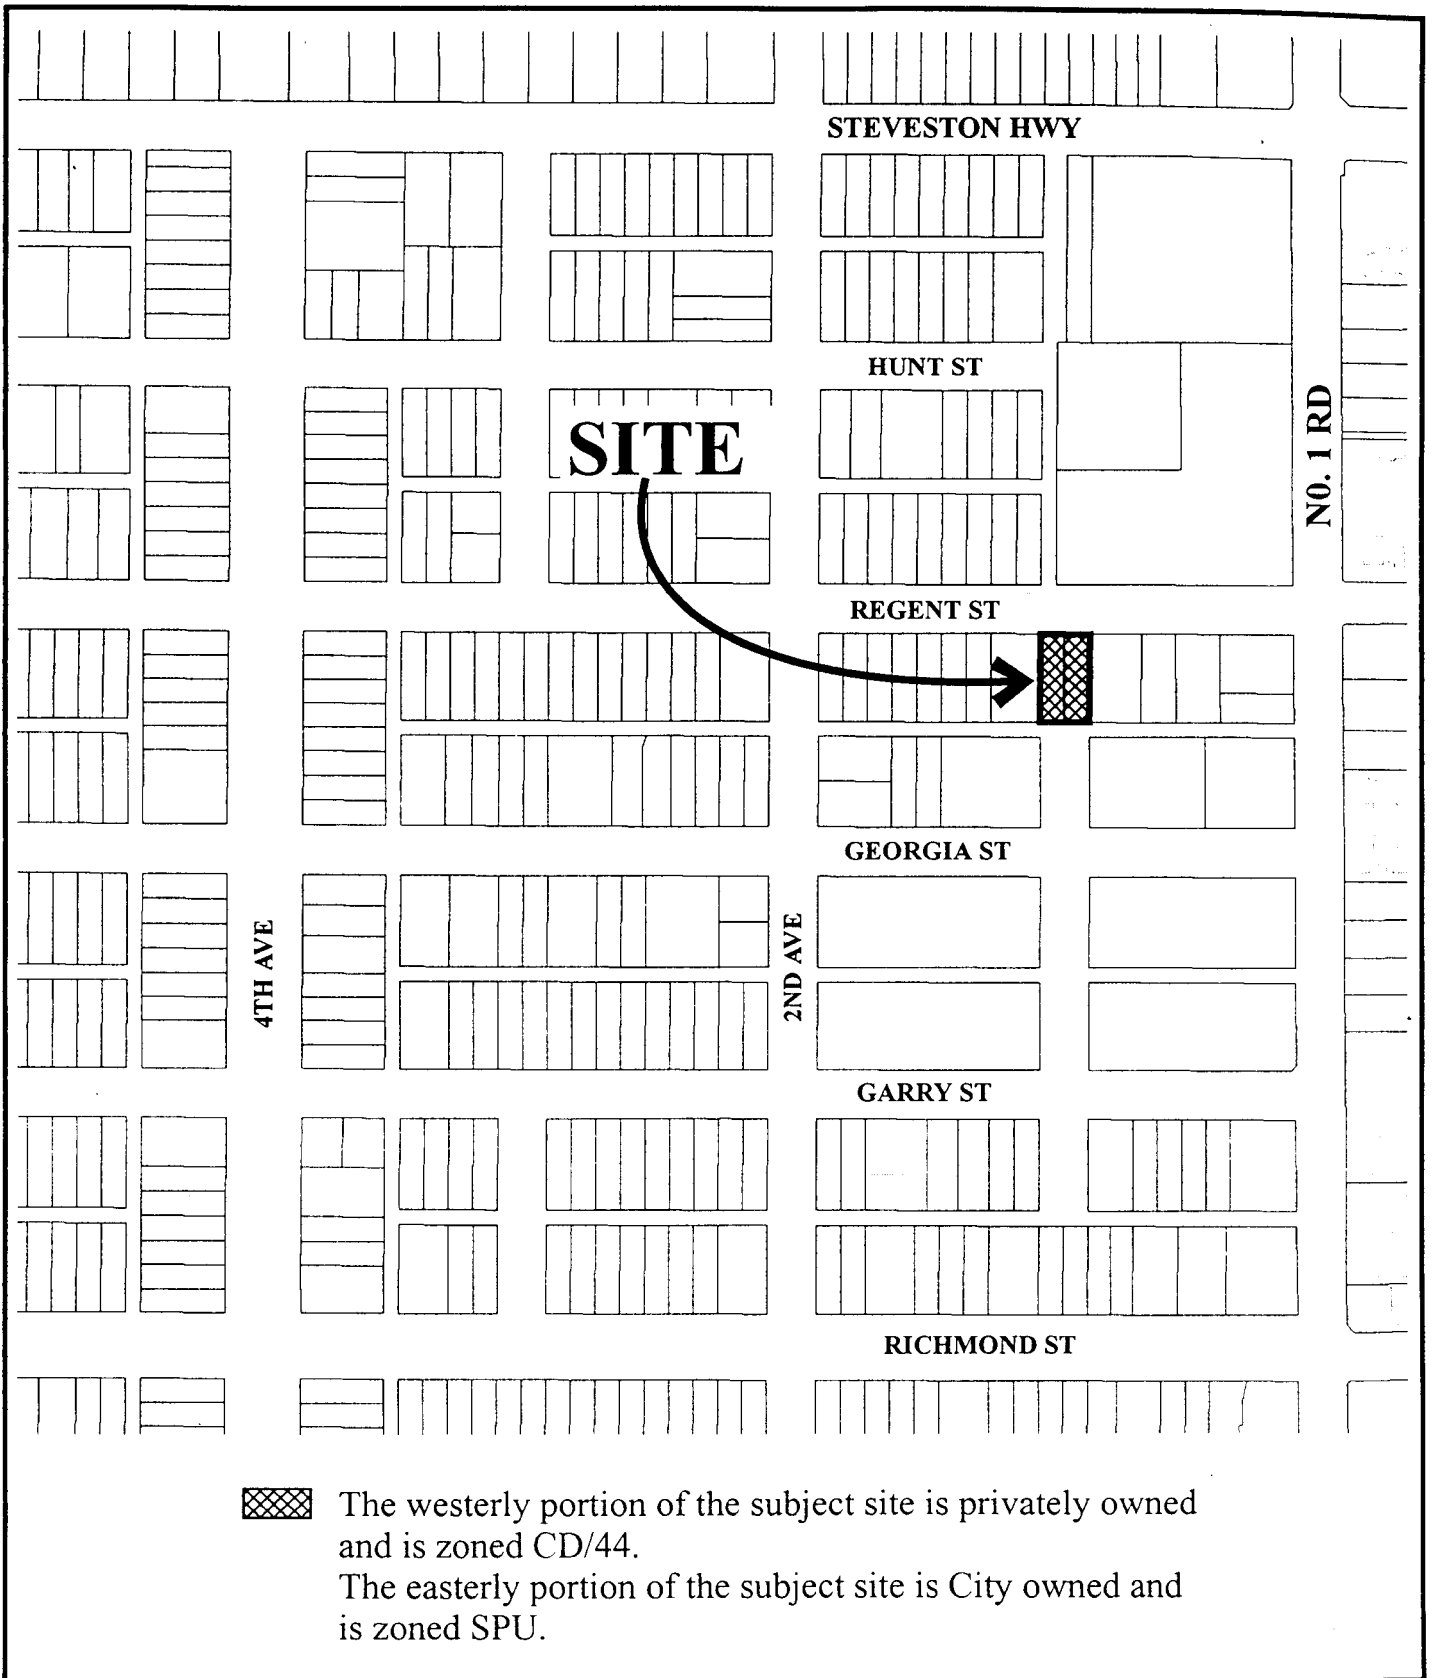 STEVESTON HWY
HUNT ST
NO. 1 RD
SITE
REGENT ST
GEORGIA ST
4TH AVE
2ND AVE
GARRY ST
RICHMOND ST
The westerly portion of the subject site is privately owned
and is zoned CD/44.
The easterly portion of the subject site is City owned and
is zoned SPU.